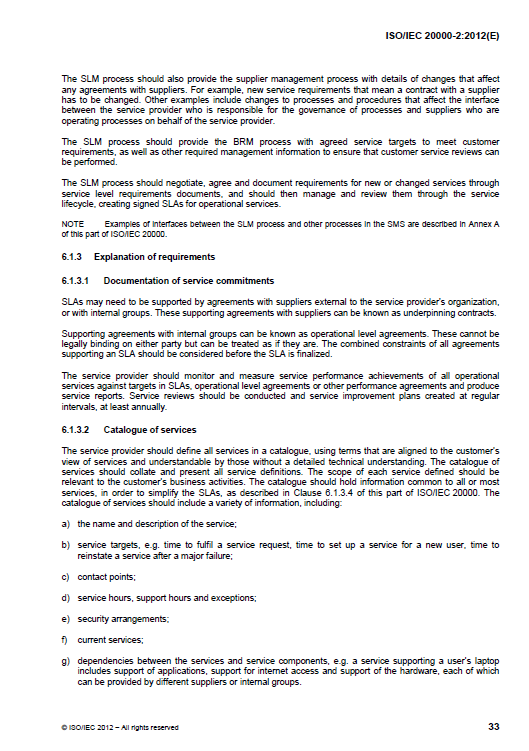 ISO/IEC 20000-2:2012(E)
The SLM process should also provide the supplier management process with details of changes that affect
any agreements with suppliers. For example, new service requirements that mean a contract with a supplier
has to be changed. Other examples include changes to processes and procedures that affect the interface
between the service provider who is responsible for the governance of processes and suppliers who are
operating processes on behalf of the service provider.
The SLM process should provide the BRM process with agreed service targets to meet customer
requirements, as well as other required management information to ensure that customer service reviews can
be performed.
The SLM process should negotiate, agree and document requirements for new or changed services through
service level requirements documents, and should then manage and review them through the service
lifecycle, creating signed SLAs for operational services.
NOTE Examples of interfaces between the SLM process and other processes in the SMS are described in Annex A
of this part of ISO/IEC 20000.
6.1.3 Explanation of requirements
6.1.3.1 Documentation of service commitments
SLAs may need to be supported by agreements with suppliers external to the service provider's organization,
or with internal groups. These supporting agreements with suppliers can be known as underpinning contracts.
Supporting agreements with internal groups can be known as operational level agreements. These cannot be
legally binding on either party but can be treated as if they are. The combined constraints of all agreements
supporting an SLA should be considered before the SLA is finalized.
The service provider should monitor and measure service performance achievements of all operational
services against targets in SLAs, operational level agreements or other performance agreements and produce
service reports. Service reviews should be conducted and service improvement plans created at regular
intervals, at least annually.
6.1.3.2 Catalogue of services
The service provider should define all services in a catalogue, using terms that are aligned to the customer's
view of services and understandable by those without a detailed technical understanding. The catalogue of
services should collate and present all service definitions. The scope of each service defined should be
relevant to the customer's business activities. The catalogue should hold information common to all or most
services, in order to simplify the SLAs, as described in Clause 6.1.3.4 of this part of ISO/IEC 20000. The
catalogue of services should include a variety of information, including:
a) the name and description of the service;
b) service targets, e.g. time to fulfil a service request, time to set up a service for a new user, time to
reinstate a service after a major failure;
c) contact points;
d) service hours, support hours and exceptions;
e) security arrangements;
f) current services;
g) dependencies between the services and service components, e.g. a service supporting a user's laptop
includes support of applications, support for internet access and support of the hardware, each of which
can be provided by different suppliers or internal groups.
© ISO/IEC 2012 – All rights reserved 33